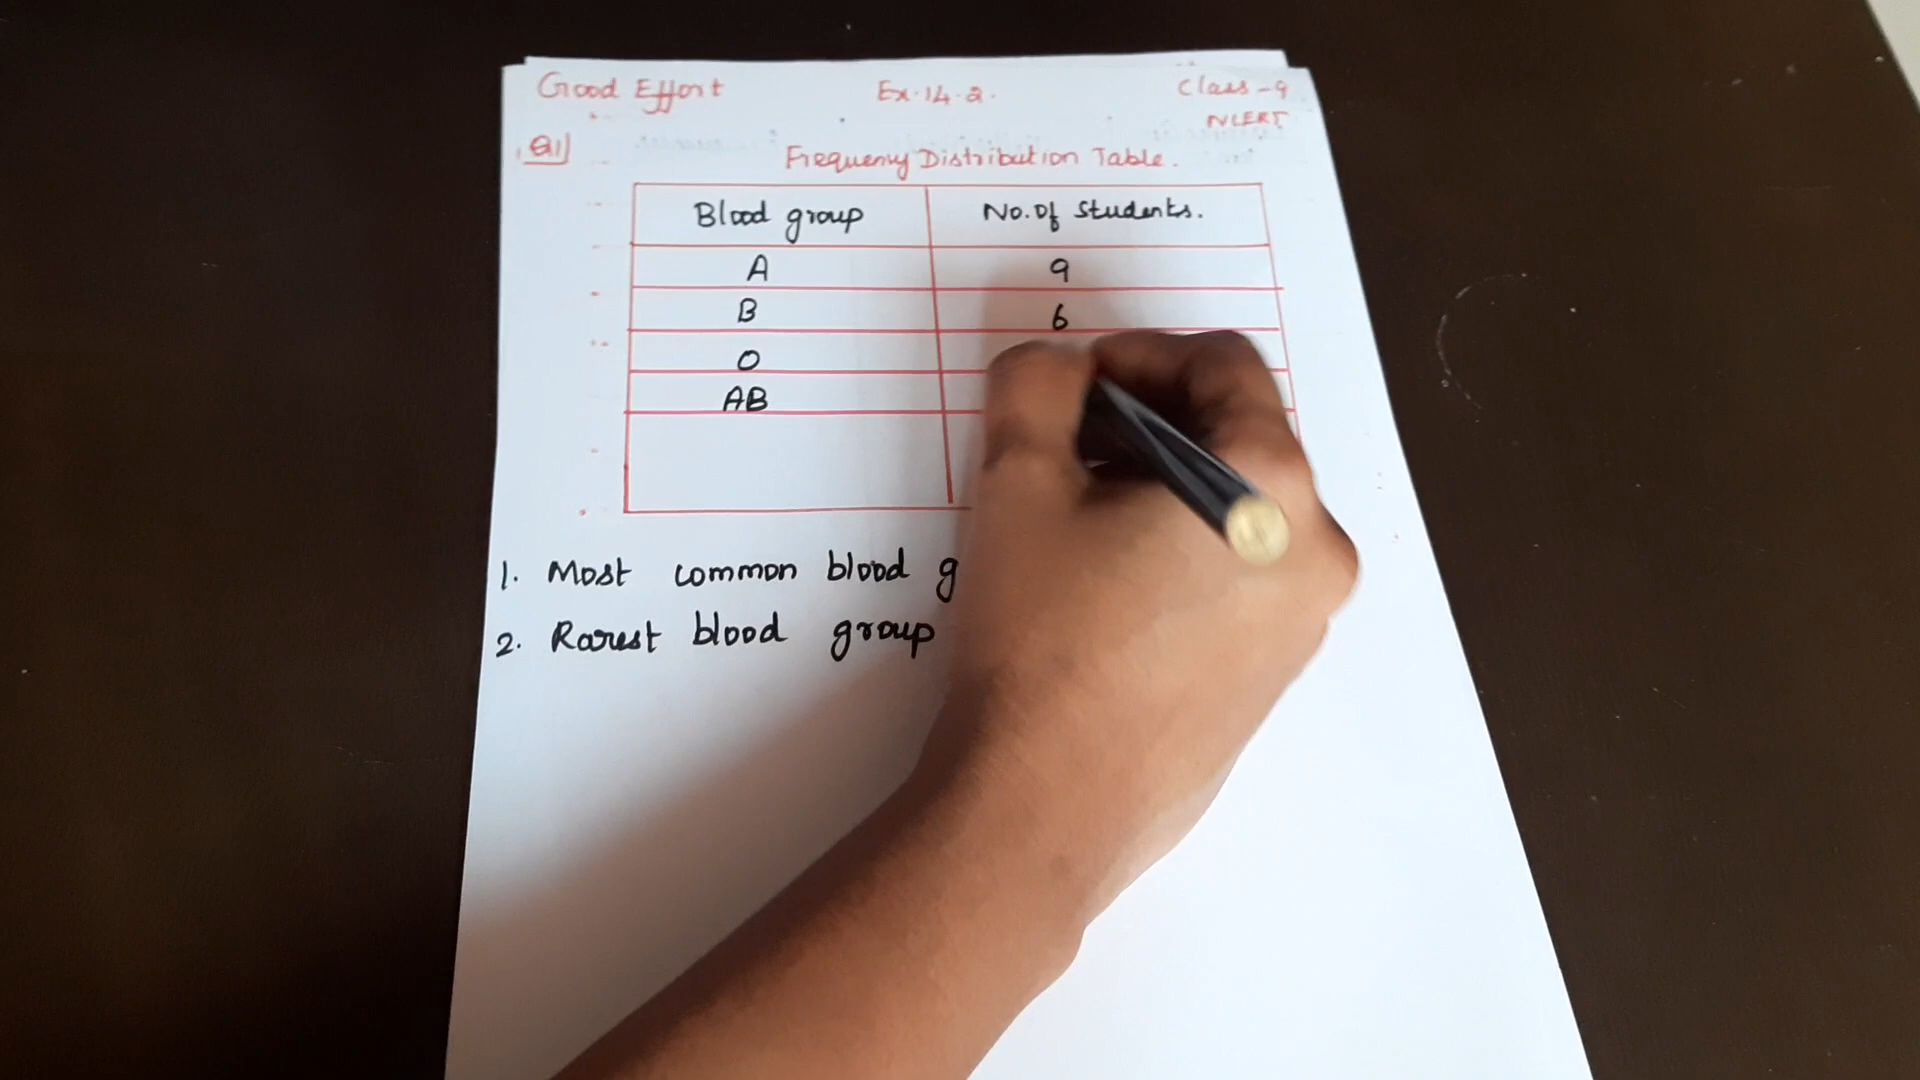 Good Effort Ex.14.2. Class-9
NCERT
Q1)
Frequeny Distribution Table.
Blood group No. Of students.
A 9
B 6
O
AB
1. Most common blood g
2. Rarest blood group